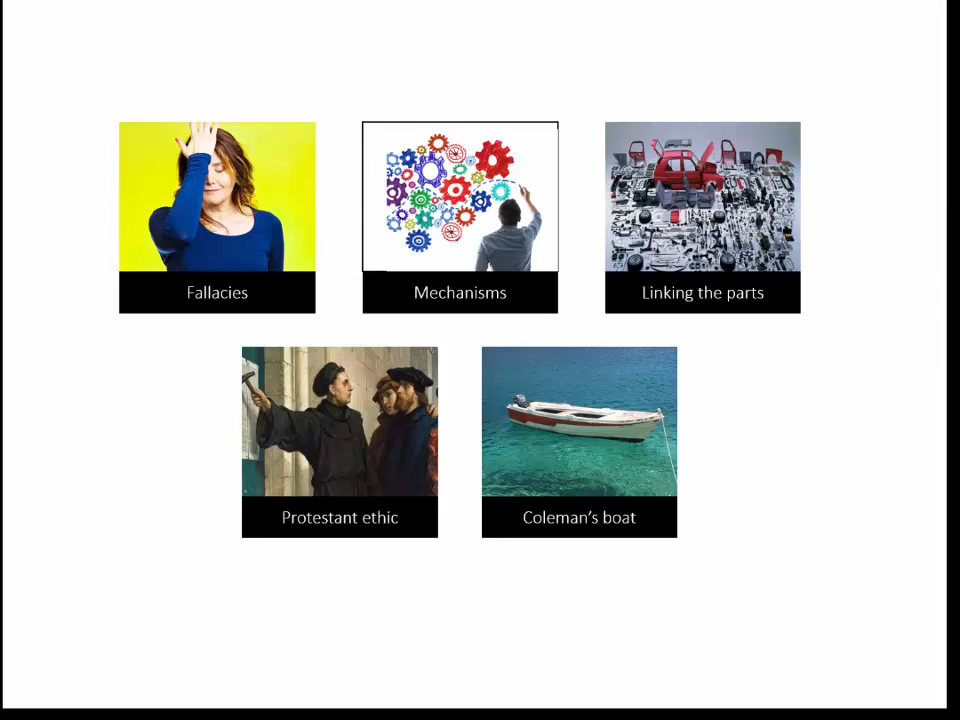 Fallacies
Mechanisms
Linking the parts
Protestant ethic
Coleman's boat